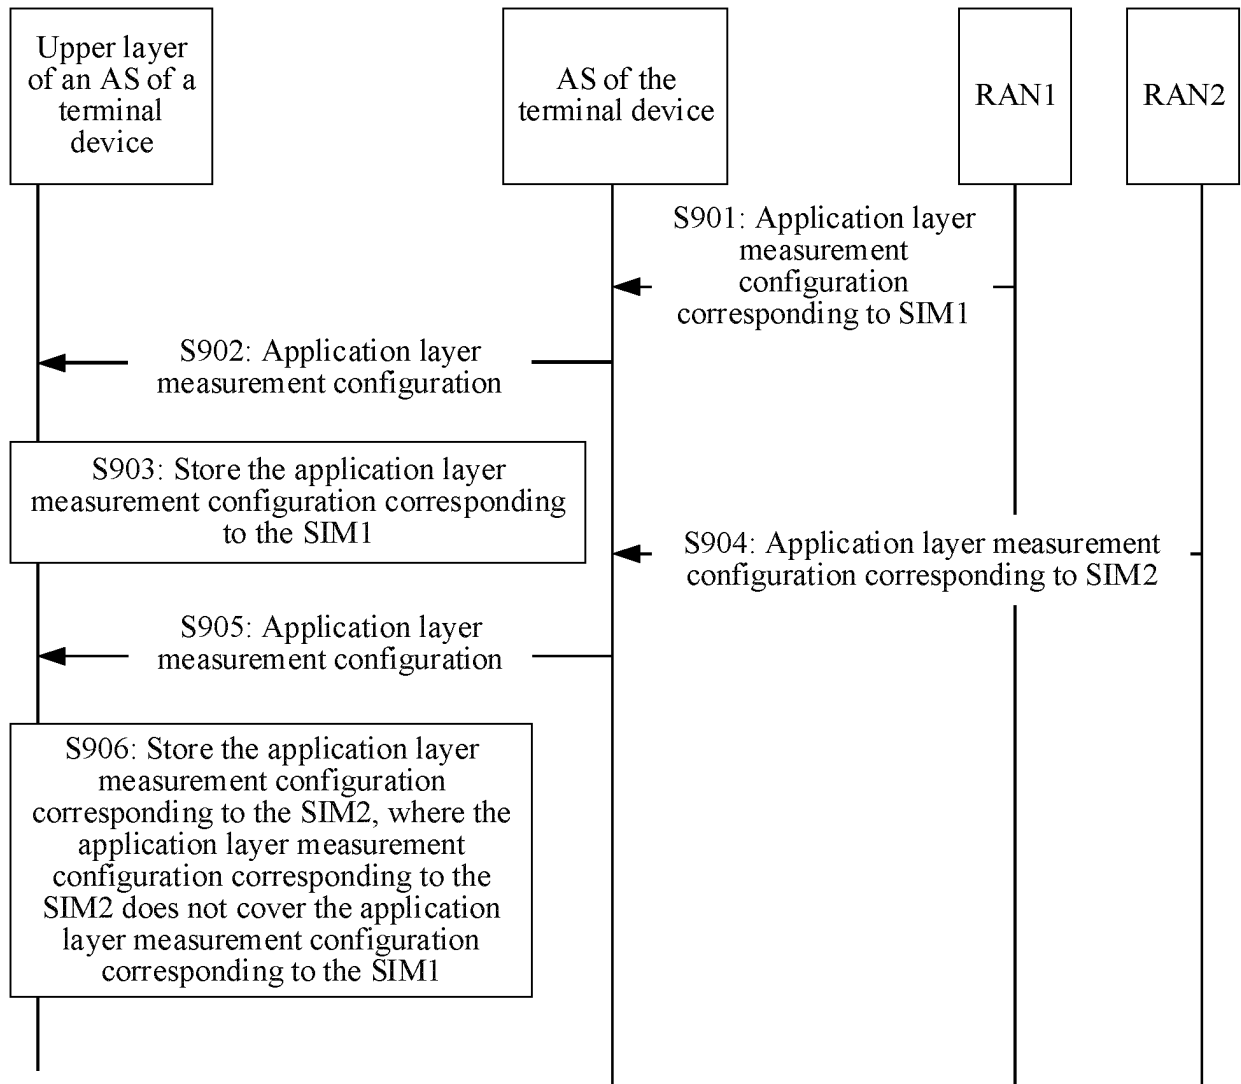 Upper layer
of an AS of a
terminal
device
AS of the
terminal device
RAN1
RAN2
S901: Application layer
measurement
configuration
corresponding to SIM1
S902: Application layer
measurement configuration
S903: Store the application layer
measurement configuration corresponding
to the SIM1
S904: Application layer measurement
configuration corresponding to SIM2
S905: Application layer
measurement configuration
S906: Store the application layer
measurement configuration
corresponding to the SIM2, where the
application layer measurement
configuration corresponding to the
SIM2 does not cover the application
layer measurement configuration
corresponding to the SIM1